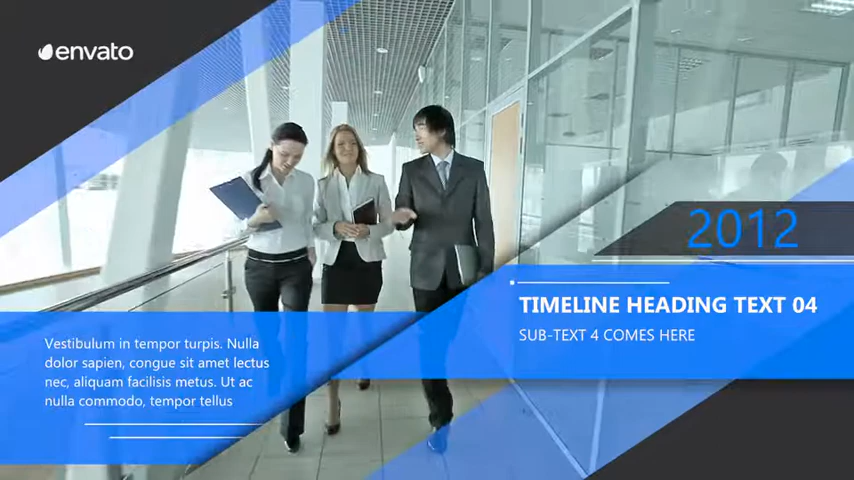 envato
2012
TIMELINE HEADING TEXT 04
SUB-TEXT 4 COMES HERE
Vestibulum in tempor turpis. Nulla
dolor sapien, congue sit amet lectus
nec, aliquam facilisis metus. Ut ac
nulla commodo, tempor tellus